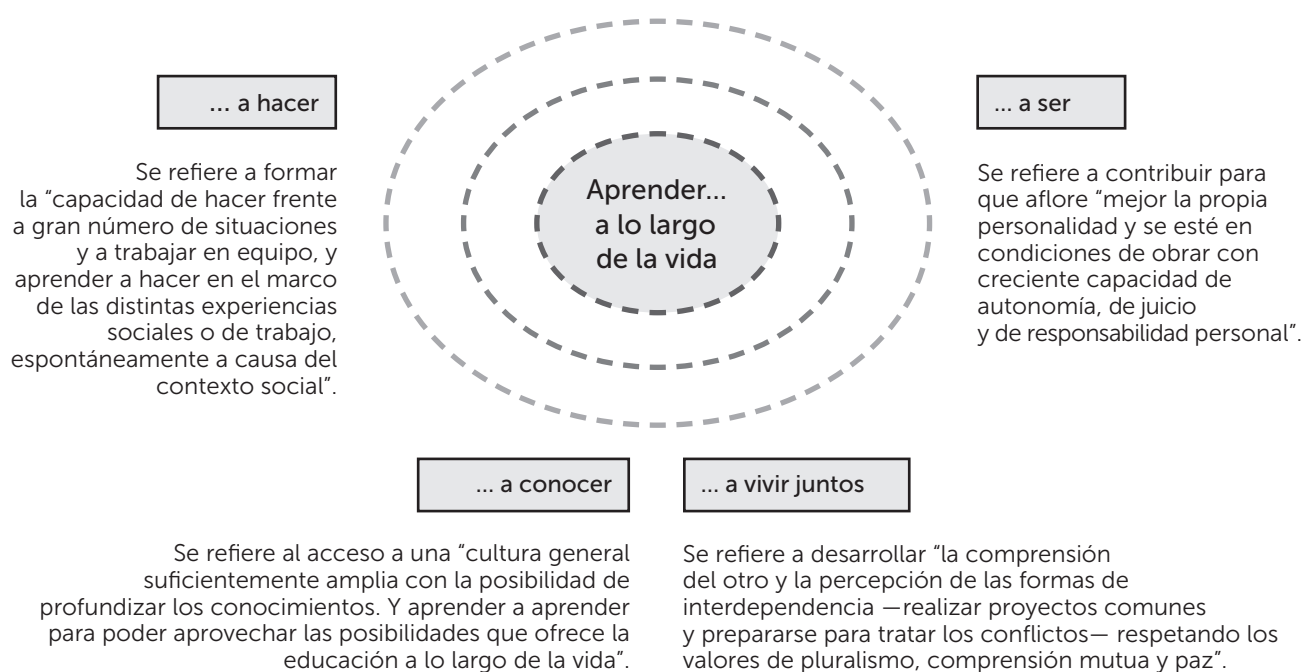 ... a hacer
Se refiere a formar
la “capacidad de hacer frente
a gran número de situaciones
y a trabajar en equipo, y
aprender a hacer en el marco
de las distintas experiencias
sociales o de trabajo,
espontáneamente a causa del
contexto social”.
Aprender...
a lo largo
de la vida
... a ser
Se refiere a contribuir para
que aflore “mejor la propia
personalidad y se esté en
condiciones de obrar con
creciente capacidad de
autonomía, de juicio
y de responsabilidad personal”.
... a conocer
Se refiere al acceso a una “cultura general
suficientemente amplia con la posibilidad de
profundizar los conocimientos. Y aprender a aprender
para poder aprovechar las posibilidades que ofrece la
educación a lo largo de la vida”.
... a vivir juntos
Se refiere a desarrollar “la comprensión
del otro y la percepción de las formas de
interdependencia —realizar proyectos comunes
y prepararse para tratar los conflictos— respetando los
valores de pluralismo, comprensión mutua y paz”.